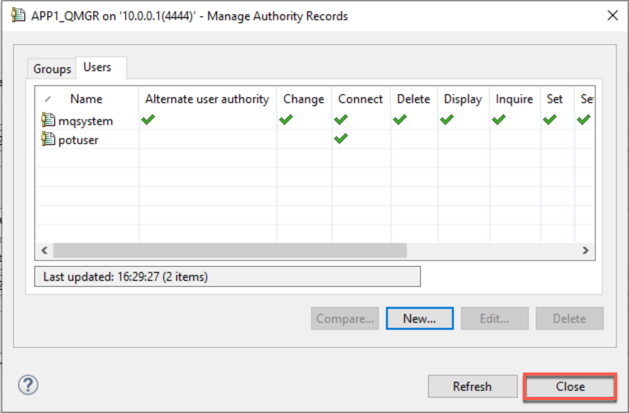 APP1_QMGR on '10.0.0.1(4444)' - Manage Authority Records
Groups Users
Name Alternate user authority Change Connect Delete Display Inquire Set Se
mqsystem
potuser
Last updated: 16:29:27 (2 items)
Compare... New... Edit... Delete
Refresh Close